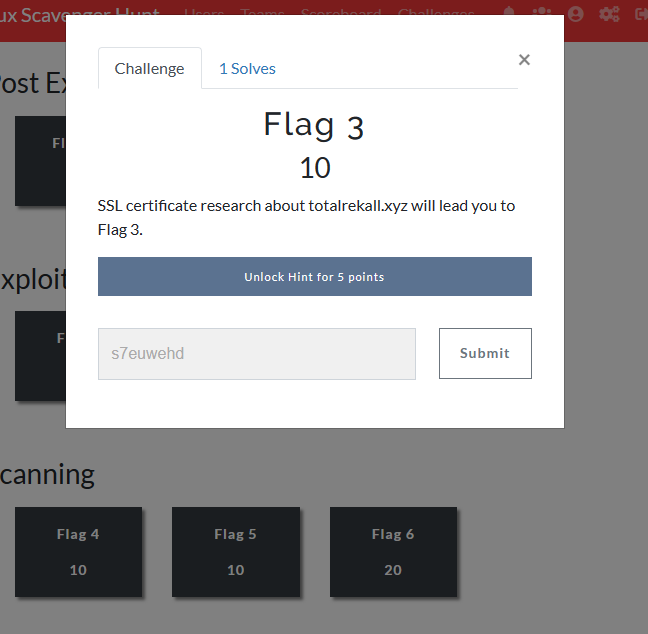 ux Scavenger Hunt Users Teams Scoreboard Challenges
Challenge 1 Solves ×
ost Ex
Flag 3
10
Fl
SSL certificate research about totalrekall.xyz will lead you to
Flag 3.
xploit
Unlock Hint for 5 points
F
s7euwehd Submit
canning
Flag 4 Flag 5 Flag 6
10 10 20